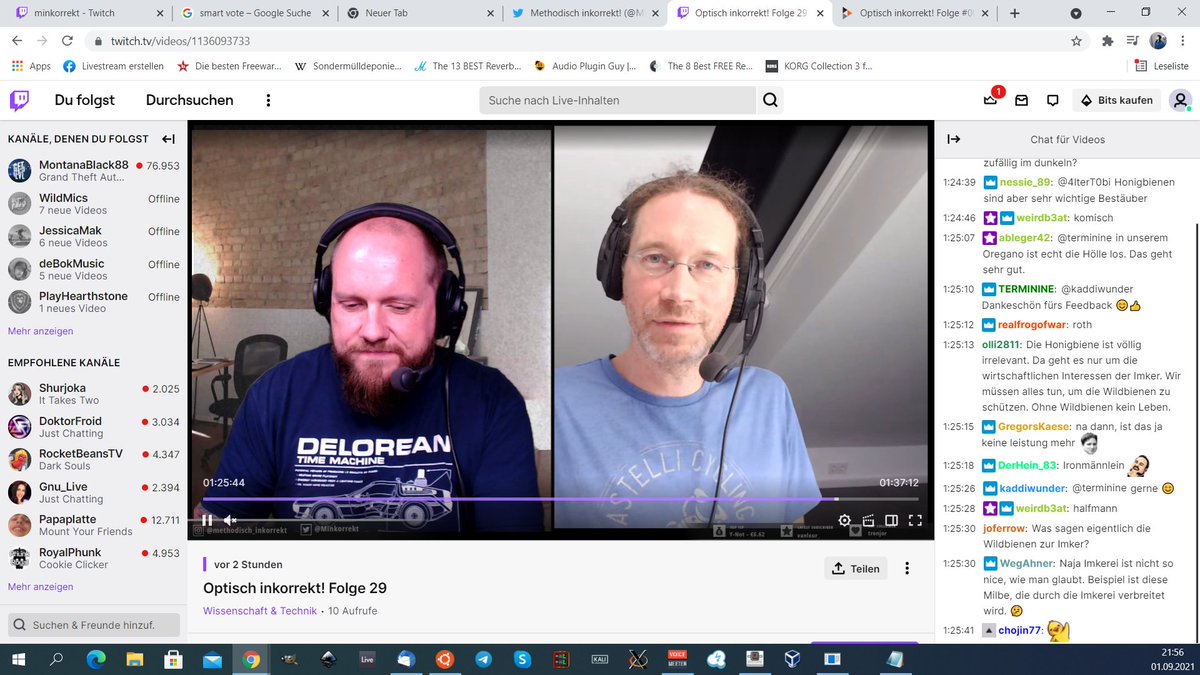 minkorrekt - Twitch
smart vote – Google Suche
Neuer Tab
Methodisch inkorrekt! (@M
Optisch inkorrekt! Folge 29
Optisch inkorrekt! Folge #0
twitch.tv/videos/1136093733
Apps
Livestream erstellen
Die besten Freewar...
Sondermülldeponie...
The 13 BEST Reverb...
Audio Plugin Guy |...
The 8 Best FREE Re...
KORG Collection 3 f...
Leseliste
Du folgst
Durchsuchen
Suche nach Live-Inhalten
1
Bits kaufen
KANÄLE, DENEN DU FOLGST
MontanaBlack88
76.953
Grand Theft Aut...
WildMics
Offline
7 neue Videos
JessicaMak
Offline
6 neue Videos
deBokMusic
Offline
5 neue Videos
PlayHearthstone
Offline
1 neues Video
Mehr anzeigen
EMPFOHLENE KANÄLE
Shurjoka
2.025
It Takes Two
DoktorFroid
3.034
Just Chatting
RocketBeansTV
4.347
Dark Souls
Gnu_Live
2.394
Just Chatting
Papaplatte
12.711
Mount Your Friends
RoyalPhunk
4.953
Cookie Clicker
Mehr anzeigen
Suchen & Freunde hinzuf.
DELOREAN
TIME MACHINE
ASTELLI CYCLING
01:25:44
01:37:12
@methodisch_inkorrekt
@Minkorrekt
vor 2 Stunden
Teilen
Optisch inkorrekt! Folge 29
Wissenschaft & Technik • 10 Aufrufe
Chat für Videos
zufällig im dunkeln?
1:24:39 nessie_89: @4lterT0bi Honigbienen
sind aber sehr wichtige Bestäuber
1:24:46 weirdb3at: komisch
1:25:07 ableger42: @terminine in unserem
Oregano ist echt die Hölle los. Das geht
sehr gut.
1:25:10 TERMININE: @kaddiwunder
Dankeschön fürs Feedback 😊👍
1:25:12 realfrogofwar: roth
1:25:13 olli2811: Die Honigbiene ist völlig
irrelevant. Da geht es nur um die
wirtschaftlichen Interessen der Imker. Wir
müssen alles tun, um die Wildbienen zu
schützen. Ohne Wildbienen kein Leben.
1:25:15 GregorsKaese: na dann, ist das ja
keine leistung mehr
1:25:18 DerHein_83: Ironmännlein
1:25:26 kaddiwunder: @terminine gerne 😊
1:25:28 weirdb3at: halfmann
1:25:30 joferrow: Was sagen eigentlich die
Wildbienen zur Imker?
1:25:30 WegAhner: Naja Imkerei ist nicht so
nice, wie man glaubt. Beispiel ist diese
Milbe, die durch die Imkerei verbreitet
wird. 😕
1:25:41 chojin77:
Live
KALI
VOICE
MEETER
21:56
01.09.2021